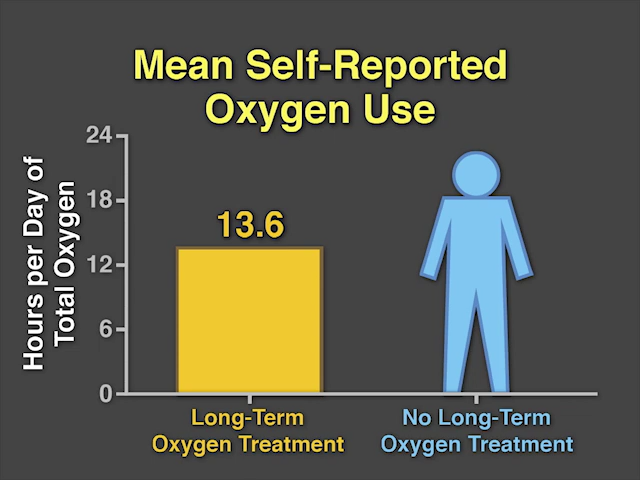 Mean Self-Reported
Oxygen Use
Hours per Day of
Total Oxygen
24
18
12
6
0
13.6
Long-Term
Oxygen Treatment
No Long-Term
Oxygen Treatment